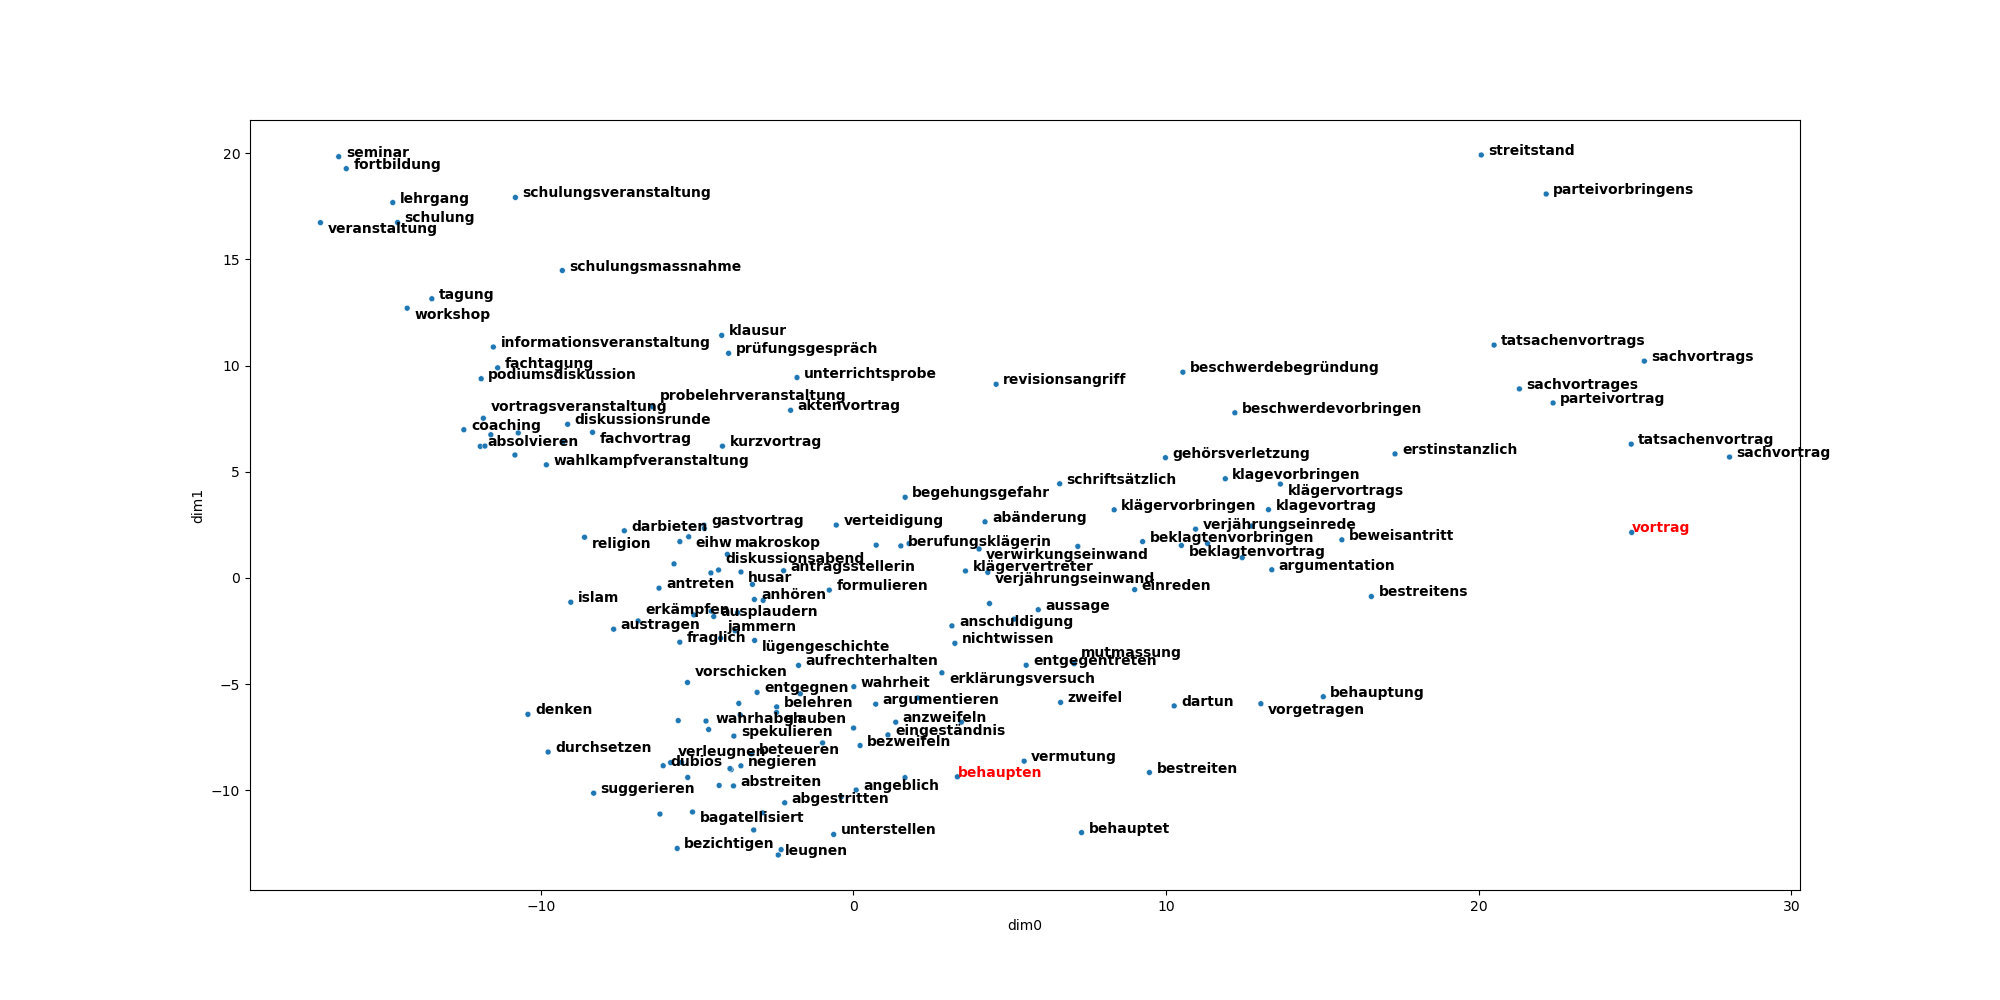 seminar
fortbildung
streitstand
schulungsveranstaltung
parteivorbringens
lehrgang
schulung
veranstaltung
schulungsmassnahme
tagung
workshop
klausur
informationsveranstaltung
prüfungsgespräch
tatsachenvortrags
sachvortrags
fachtagung
podiumsdiskussion
unterrichtsprobe
revisionsangriff
beschwerdebegründung
sachvortrages
parteivortrag
probelehrveranstaltung
vortragsveranstaltung
aktenvortrag
beschwerdevorbringen
diskussionsrunde
coaching
fachvortrag
absolvieren
kurzvortrag
tatsachenvortrag
sachvortrag
erstinstanzlich
gehörsverletzung
wahlkampfveranstaltung
schriftsätzlich
klagevorbringen
begehungsgefahr
klägervortrags
klägervorbringen
klagevortrag
gastvortrag
verteidigung
abänderung
verjährungseinrede
vortrag
darbieten
religion
eihw
makroskop
berufungsklägerin
beklagtenvorbringen
beweisantritt
diskussionsabend
verwirkungseinwand
beklagtenvortrag
antragsstellerin
klägervertreter
argumentation
husar
verjährungseinwand
antreten
formulieren
einreden
islam
anhören
bestreitens
erkämpfen
ausplaudern
aussage
austragen
jammern
anschuldigung
fraglich
nichtwissen
lügengeschichte
mutmassung
aufrechterhalten
entgegentreten
vorschicken
erklärungsversuch
entgegnen
wahrheit
behauptung
belehren
argumentieren
zweifel
dartun
vorgetragen
denken
wahrhaben
glauben
anzweifeln
spekulieren
eingeständnis
durchsetzen
verleugnen
beteueren
bezweifeln
dubios
negieren
vermutung
behaupten
bestreiten
suggerieren
abstreiten
angeblich
abgestritten
bagatellisiert
unterstellen
behauptet
bezichtigen
leugnen
20
15
10
5
0
−5
−10
dim1
−10 0 10 20 30
dim0